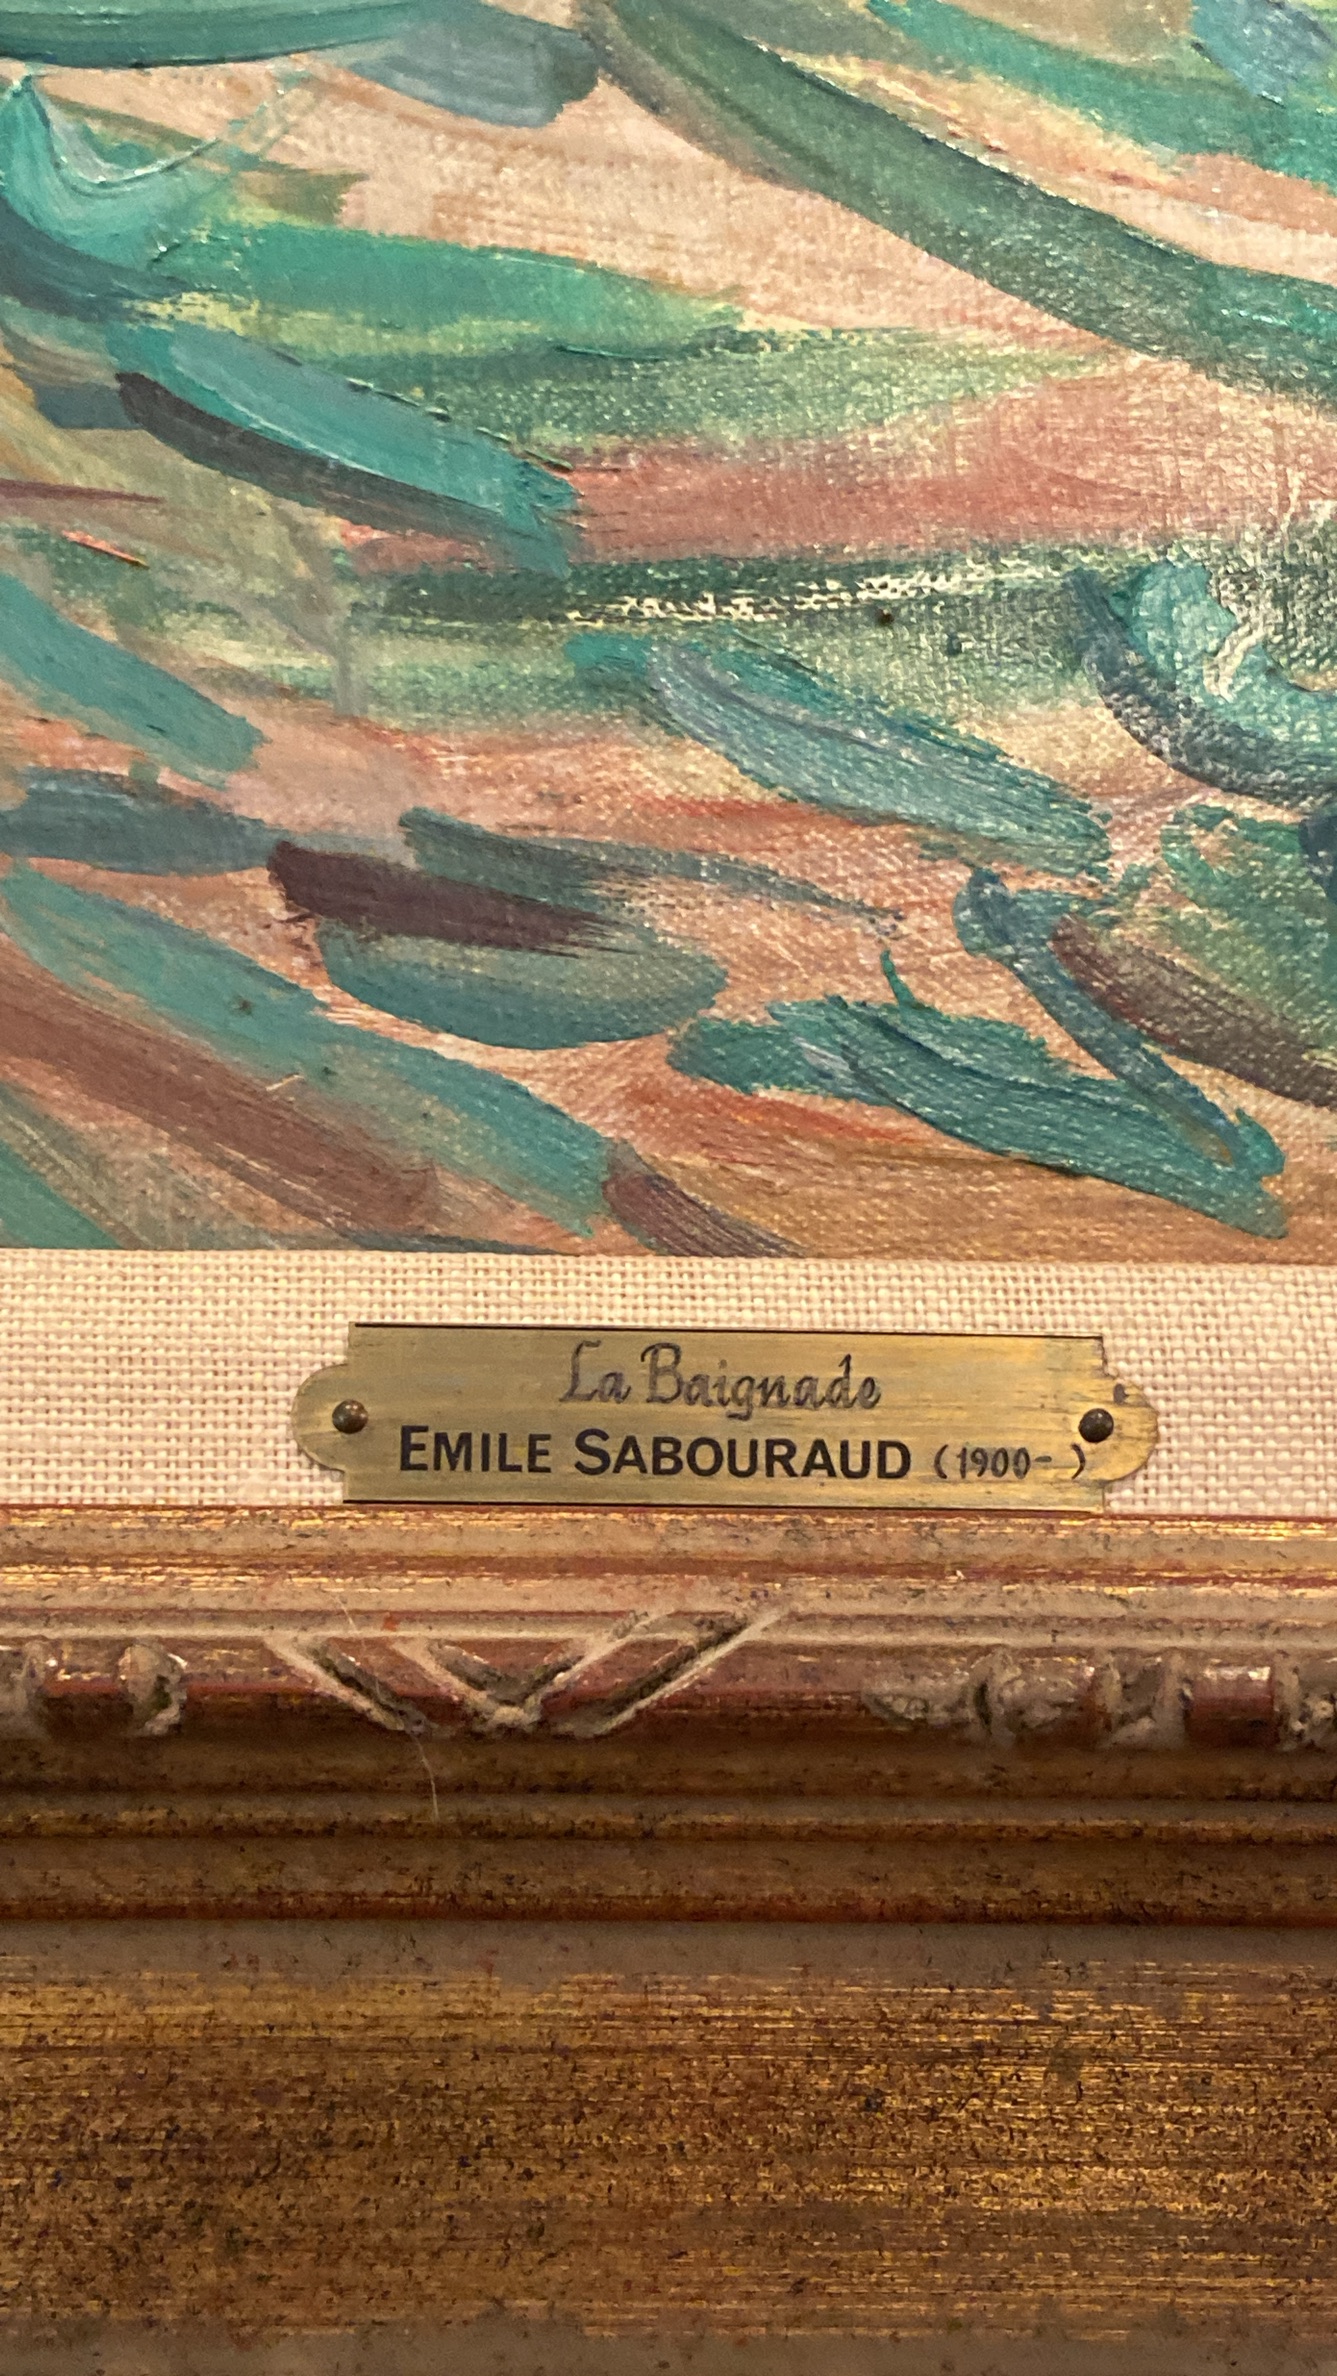 La Baignade
EMILE SABOURAUD (1900- )